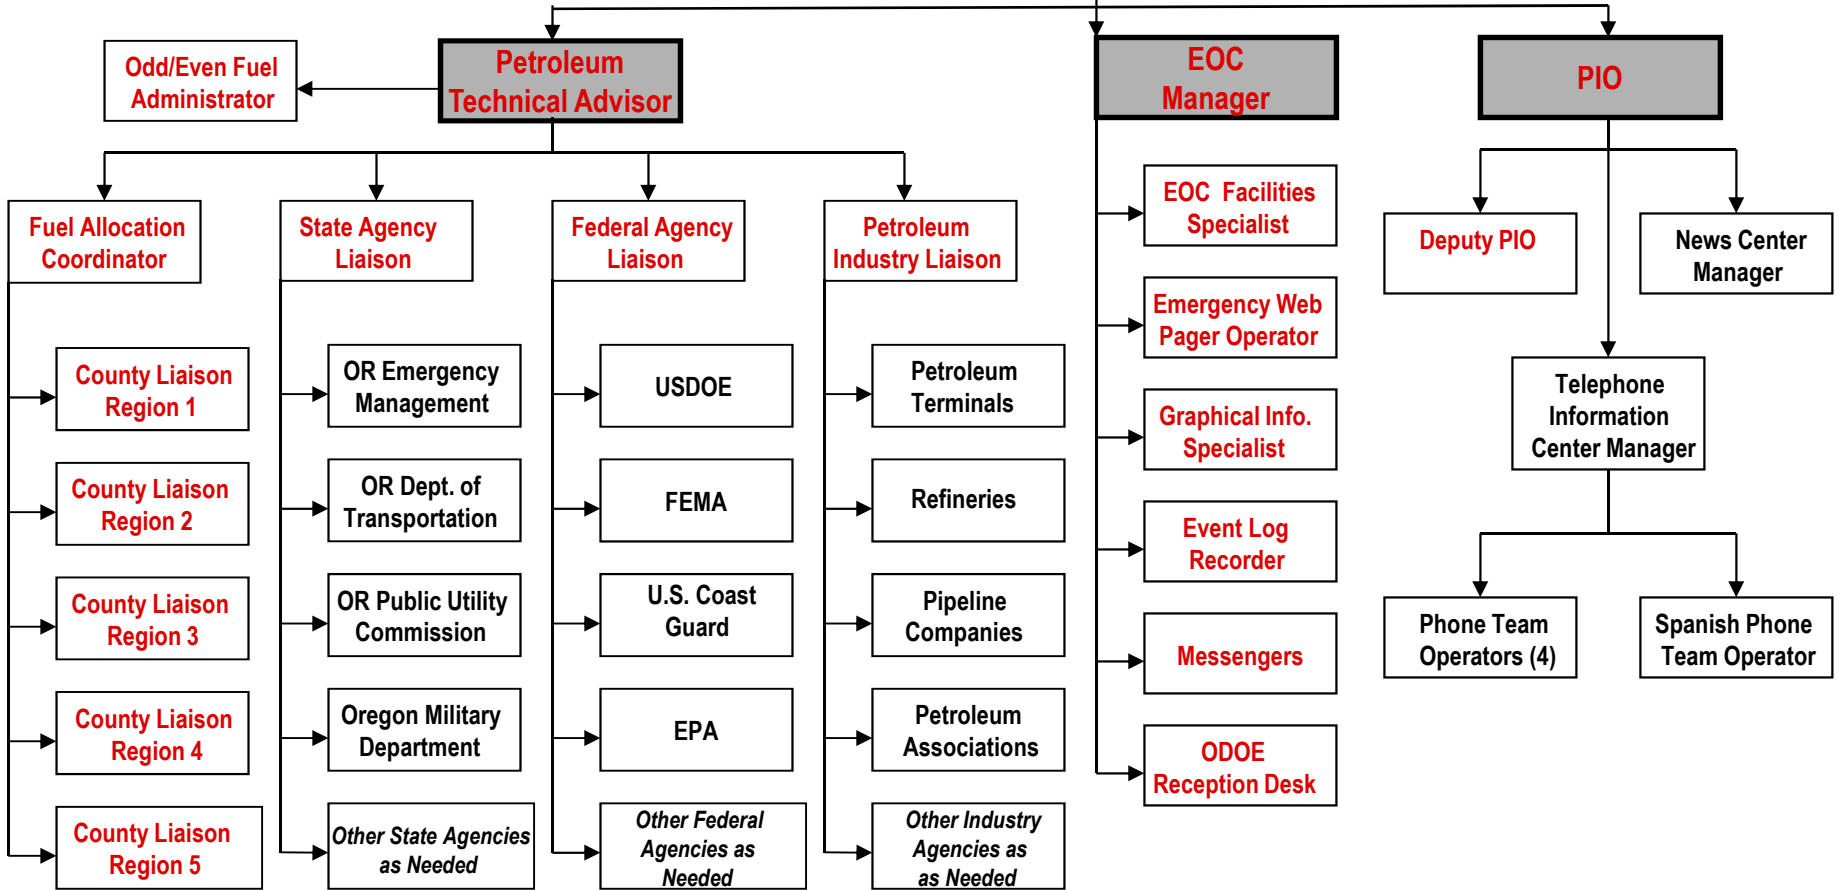 Odd/Even Fuel
Administrator
Petroleum
Technical Advisor
EOC
Manager
PIO
Fuel Allocation
Coordinator
State Agency
Liaison
Federal Agency
Liaison
Petroleum
Industry Liaison
County Liaison
Region 1
County Liaison
Region 2
County Liaison
Region 3
County Liaison
Region 4
County Liaison
Region 5
OR Emergency
Management
OR Dept. of
Transportation
OR Public Utility
Commission
Oregon Military
Department
Other State Agencies
as Needed
USDOE
FEMA
U.S. Coast
Guard
EPA
Other Federal
Agencies as
Needed
Petroleum
Terminals
Refineries
Pipeline
Companies
Petroleum
Associations
Other Industry
Agencies as
as Needed
EOC Facilities
Specialist
Emergency Web
Pager Operator
Graphical Info.
Specialist
Event Log
Recorder
Messengers
ODOE
Reception Desk
Deputy PIO
News Center
Manager
Telephone
Information
Center Manager
Phone Team
Operators (4)
Spanish Phone
Team Operator